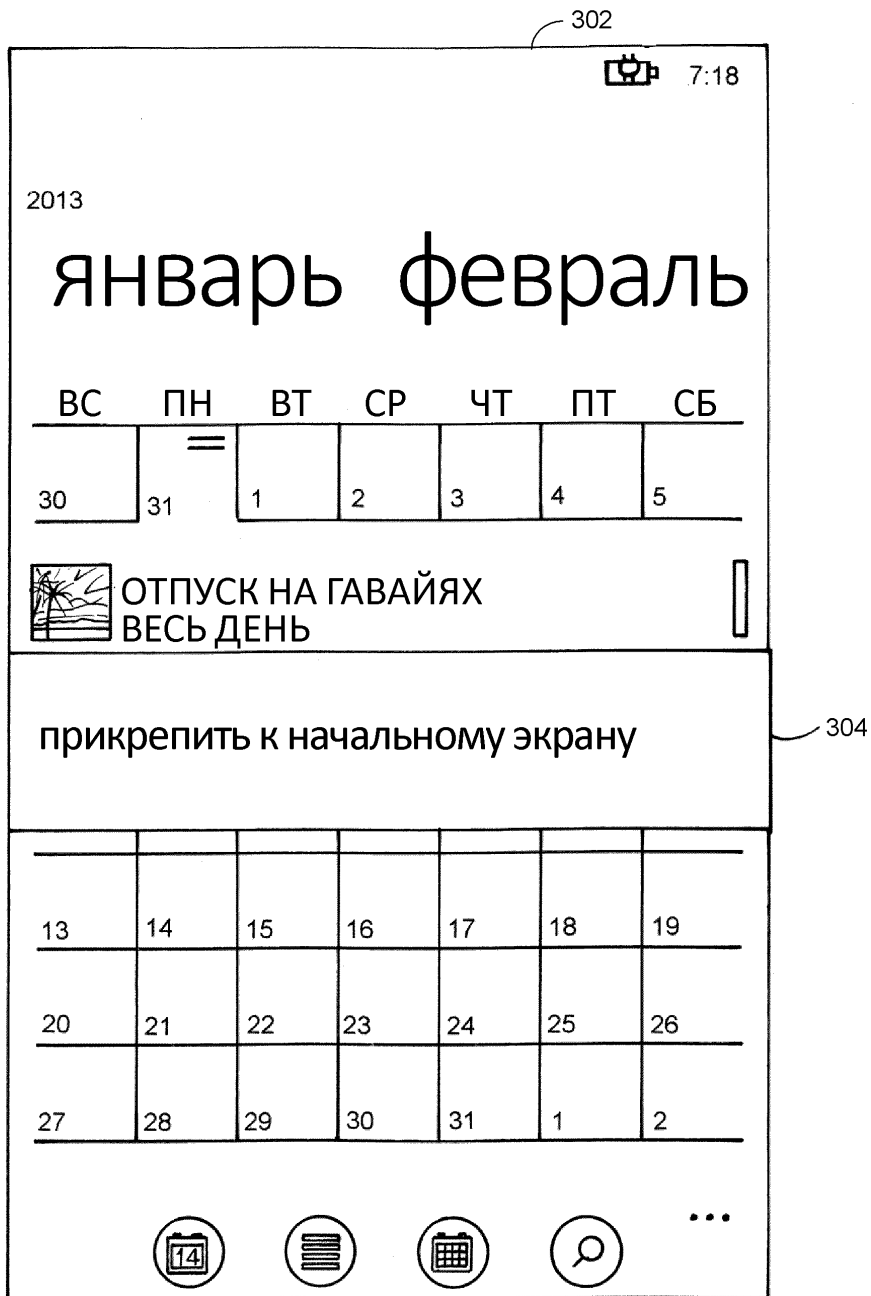 302
7:18
2013
январь февраль
ВС ПН ВТ СР ЧТ ПТ СБ
30 31 1 2 3 4 5
ОТПУСК НА ГАВАЙЯХ
ВЕСЬ ДЕНЬ
прикрепить к начальному экрану
304
13 14 15 16 17 18 19
20 21 22 23 24 25 26
27 28 29 30 31 1 2
...
14